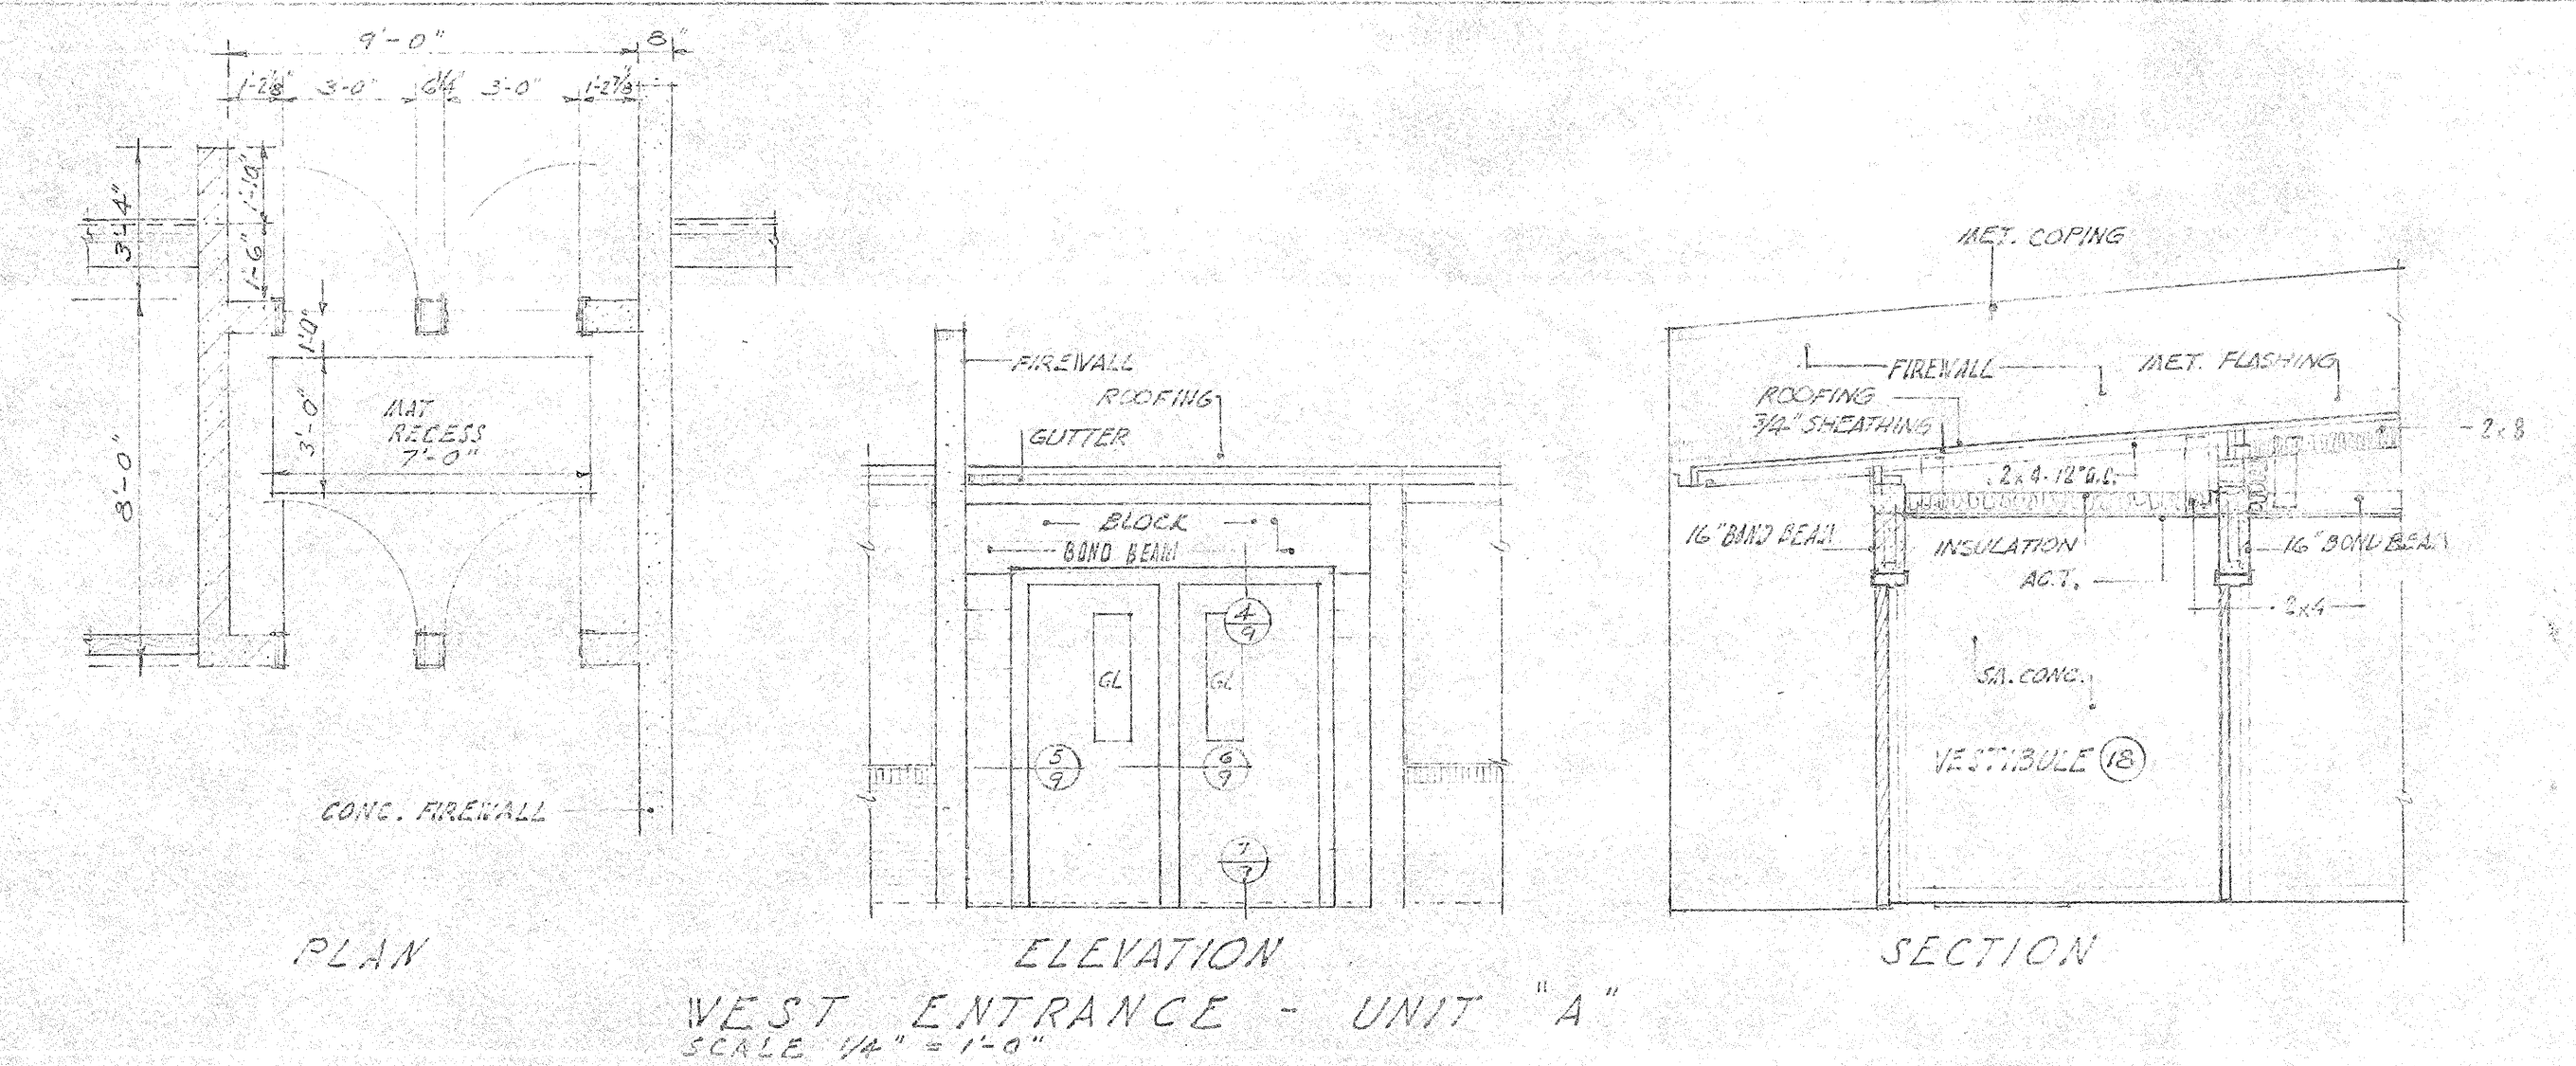 9'-0"
8"
1'-2⅞"
3'-0"
6¼"
3'-0"
1'-2⅞"
3'-4"
1'-10"
1'-6"
1'-0"
8'-0"
3'-0"
MAT
RECESS
7'-0"
CONC. FIREWALL
PLAN
FIREWALL
ROOFING
GUTTER
BLOCK
BOND BEAM
4
9
GL
GL
5
9
6
9
7
ELEVATION
MET. COPING
FIREWALL
MET. FLASHING
ROOFING
3/4" SHEATHING
2x8
2x4-12" O.C.
16" BOND BEAM
INSULATION
16" BOND BEAM
AC.T.
2x4
SM. CONC.
VESTIBULE 18
SECTION
WEST ENTRANCE - UNIT "A"
SCALE 1/4" = 1'-0"